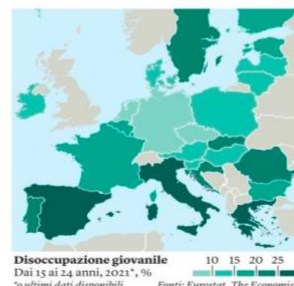 Disoccupazione giovanile
Dai 15 ai 24 anni, 2021*, %
10 15 20 25
*o ultimi dati disponibili
Fonti: Eurostat, The Economis